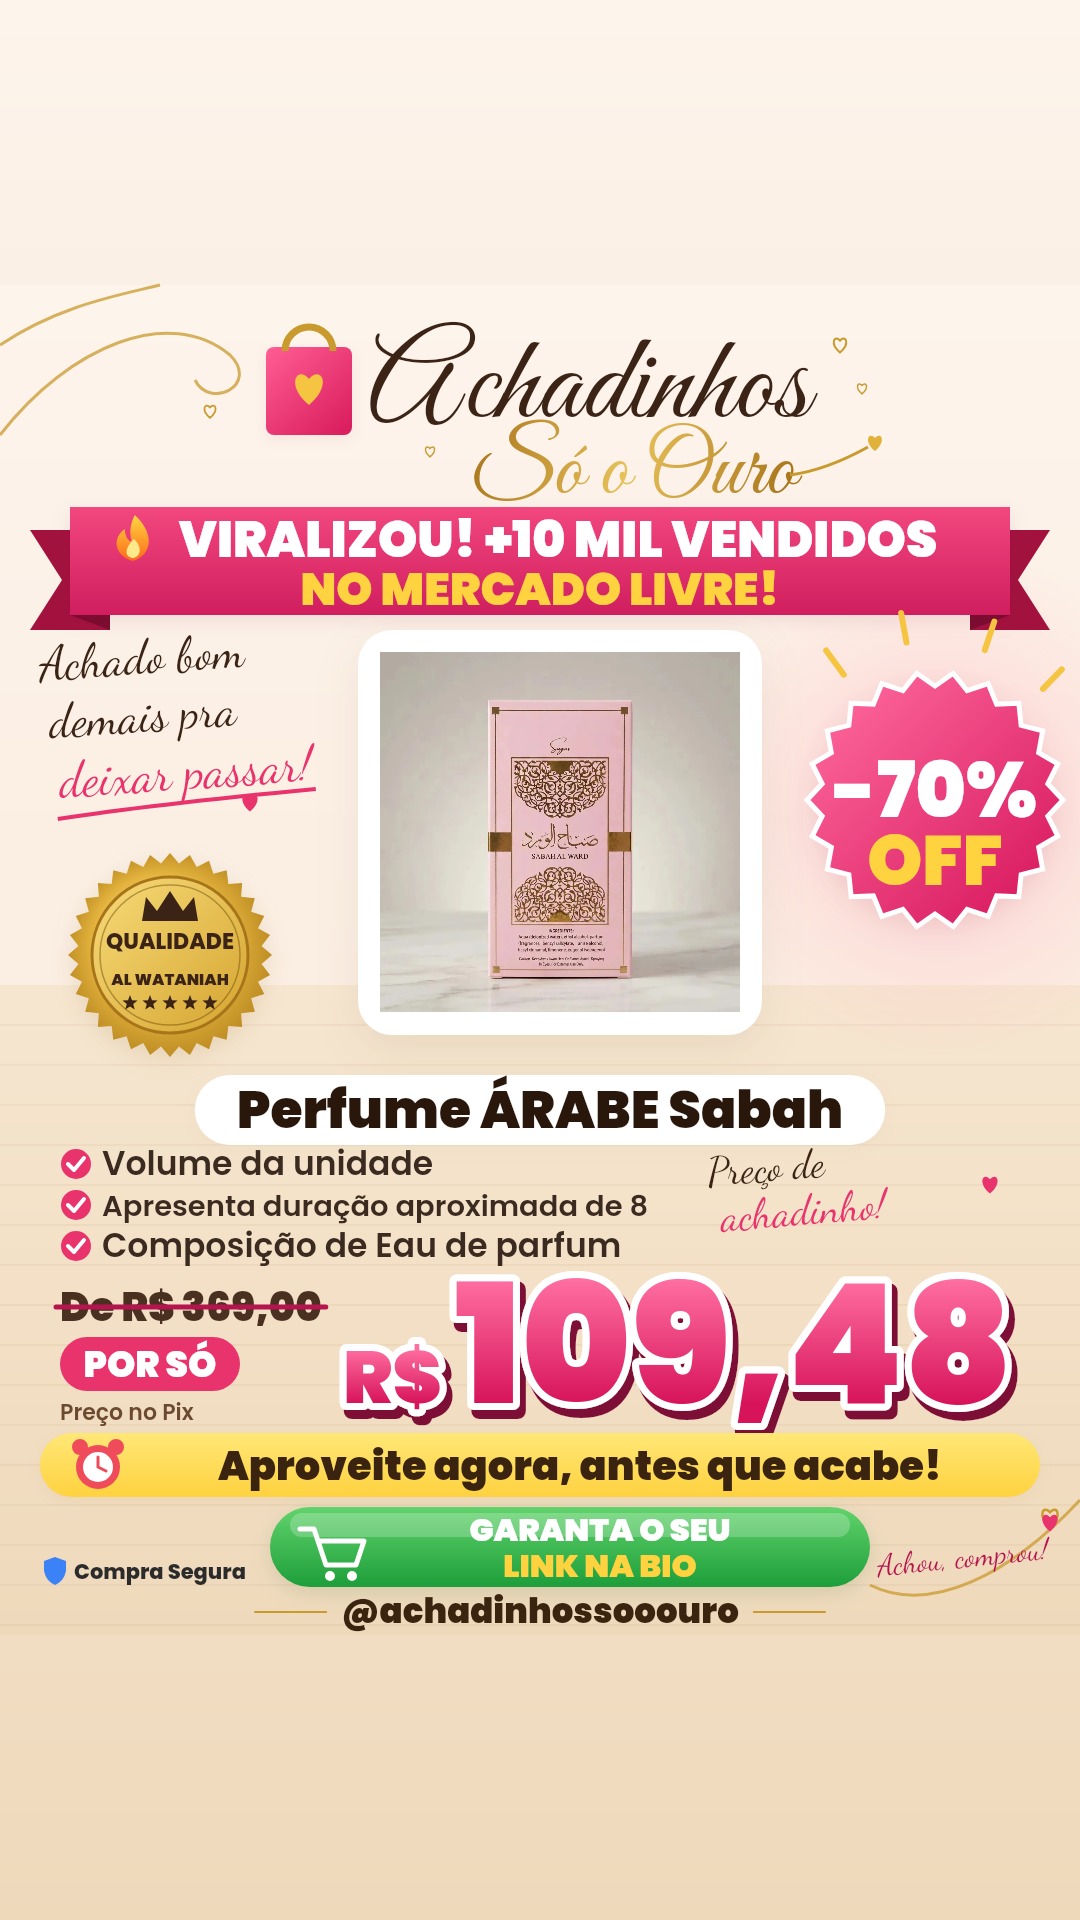 Achadinhos
Só o Ouro
VIRALIZOU! +10 MIL VENDIDOS
NO MERCADO LIVRE!
Achado bom
demais pra
deixar passar!
-70%
OFF
QUALIDADE
AL WATANIAH
صباح الورد
SABAH AL WARD
INGREDIENTS:
Perfume ÁRABE Sabah
Volume da unidade
Apresenta duração aproximada de 8
Composição de Eau de parfum
Preço de
achadinho!
De R$ 369,00
POR SÓ
Preço no Pix
R$ 109,48
Aproveite agora, antes que acabe!
GARANTA O SEU
LINK NA BIO
Compra Segura
Achou, comprou!
@achadinhossooouro